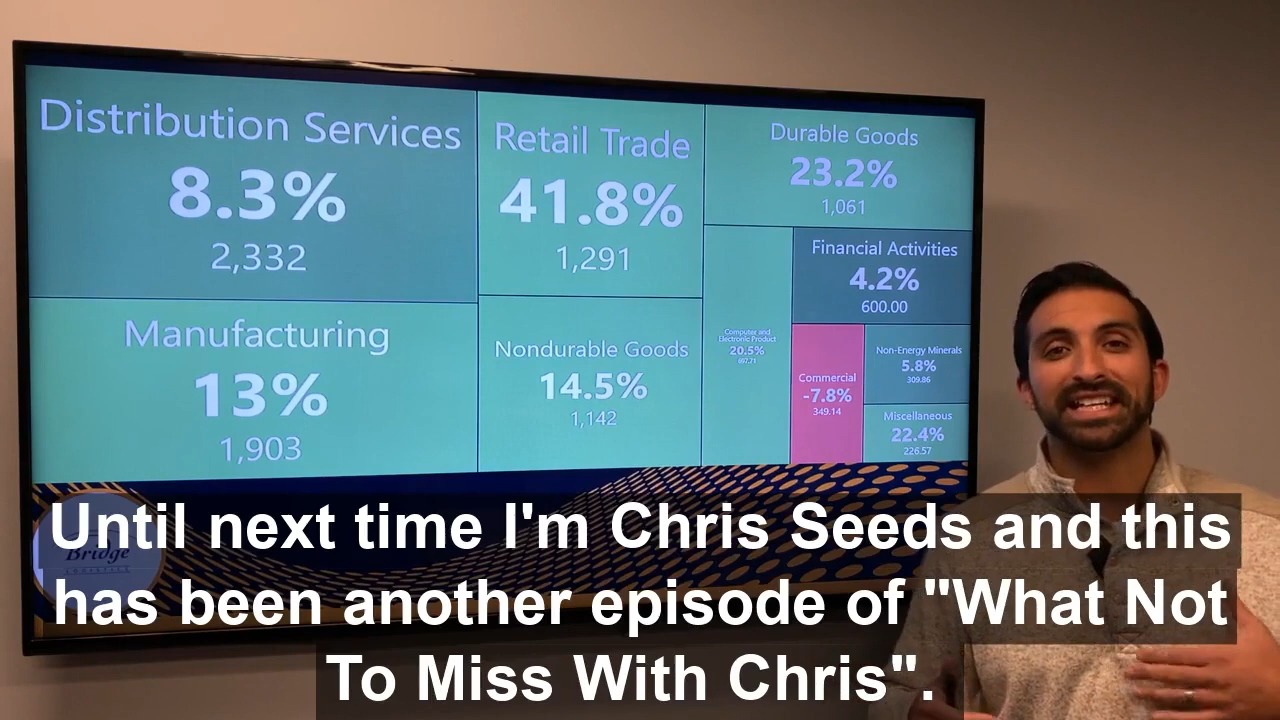 Distribution Services
8.3%
2,332
Manufacturing
13%
1,903
Retail Trade
41.8%
1,291
Nondurable Goods
14.5%
1,142
Durable Goods
23.2%
1,061
Computer and
Electronic Product
20.5%
Financial Activities
4.2%
600.00
Commercial
-7.8%
349.14
Non-Energy Minerals
5.8%
309.86
Miscellaneous
22.4%
226.57
Bridge
LOGISTICS
Until next time I'm Chris Seeds and this
has been another episode of "What Not
To Miss With Chris".